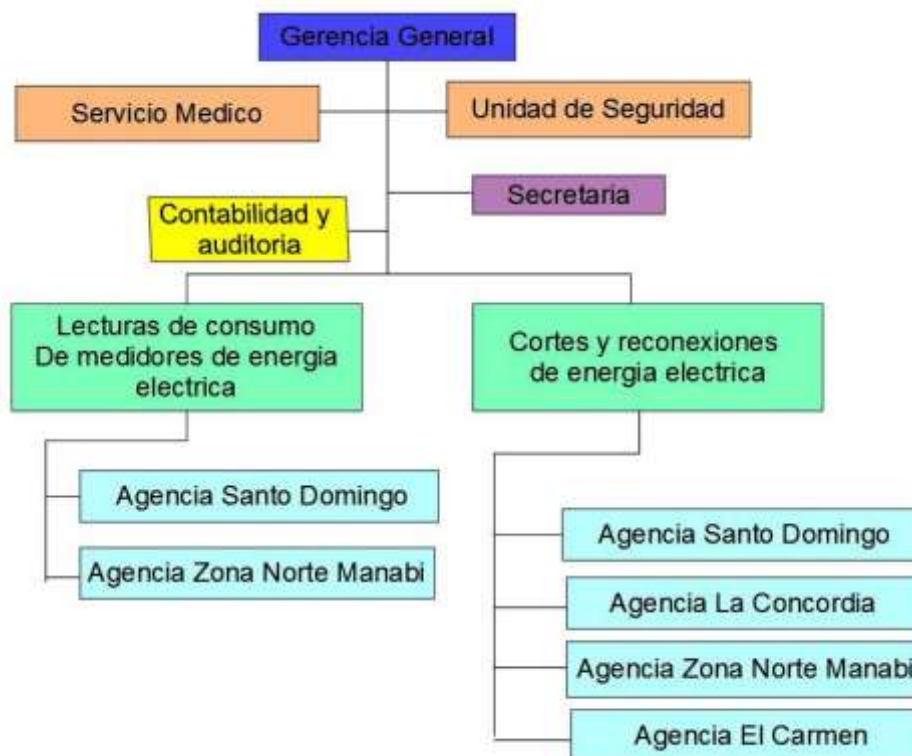 Gerencia General
Servicio Medico
Unidad de Seguridad
Secretaria
Contabilidad y
auditoria
Lecturas de consumo
De medidores de energia
electrica
Cortes y reconexiones
de energia electrica
Agencia Santo Domingo
Agencia Zona Norte Manabi
Agencia Santo Domingo
Agencia La Concordia
Agencia Zona Norte Manabi
Agencia El Carmen